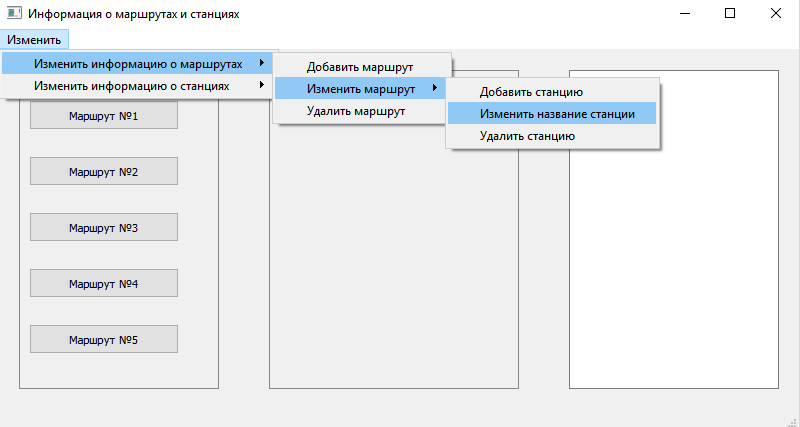 Информация о маршрутах и станциях
Изменить
Изменить информацию о маршрутах
Изменить информацию о станциях
Добавить маршрут
Изменить маршрут
Удалить маршрут
Добавить станцию
Изменить название станции
Удалить станцию
Маршрут №1
Маршрут №2
Маршрут №3
Маршрут №4
Маршрут №5